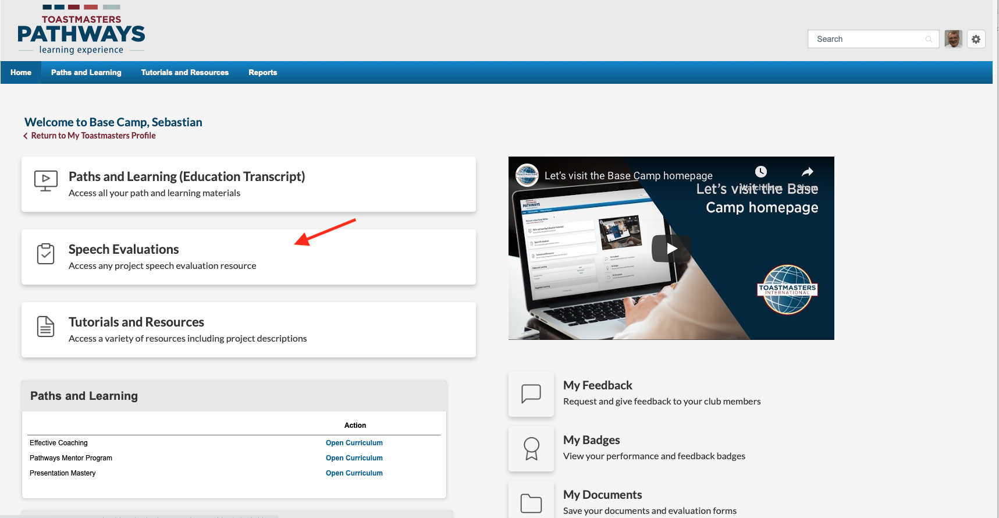 TOASTMASTERS
PATHWAYS
learning experience
Search
Home
Paths and Learning
Tutorials and Resources
Reports
Welcome to Base Camp, Sebastian
Return to My Toastmasters Profile
Paths and Learning (Education Transcript)
Access all your path and learning materials
Speech Evaluations
Access any project speech evaluation resource
Tutorials and Resources
Access a variety of resources including project descriptions
Paths and Learning
Action
Effective Coaching
Open Curriculum
Pathways Mentor Program
Open Curriculum
Presentation Mastery
Open Curriculum
TOASTMASTERS
Let's visit the Base Camp homepage
Watch later
Share
Let's visit the Base
Camp homepage
PATHWAYS
TOASTMASTERS
INTERNATIONAL
My Feedback
Request and give feedback to your club members
My Badges
View your performance and feedback badges
My Documents
Save your documents and evaluation forms